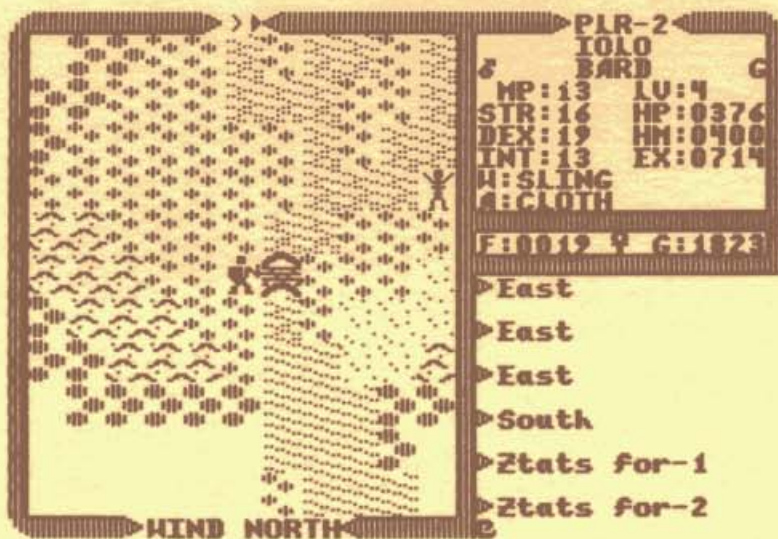 PLR-2
IOLO
BARD G
MP:13 LV:4
STR:16 HP:0376
DEX:19 HM:0400
INT:13 EX:0714
W:SLING
A:CLOTH
F:0019 G:1823
East
East
East
South
Ztats for-1
Ztats for-2
WIND NORTH